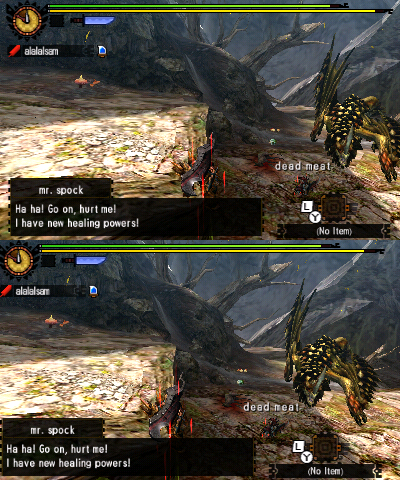 alalalsam
dead meat
mr. spock
Ha ha! Go on, hurt me!
I have new healing powers!
L
Y
(No Item)
alalalsam
dead meat
mr. spock
Ha ha! Go on, hurt me!
I have new healing powers!
L
Y
(No Item)